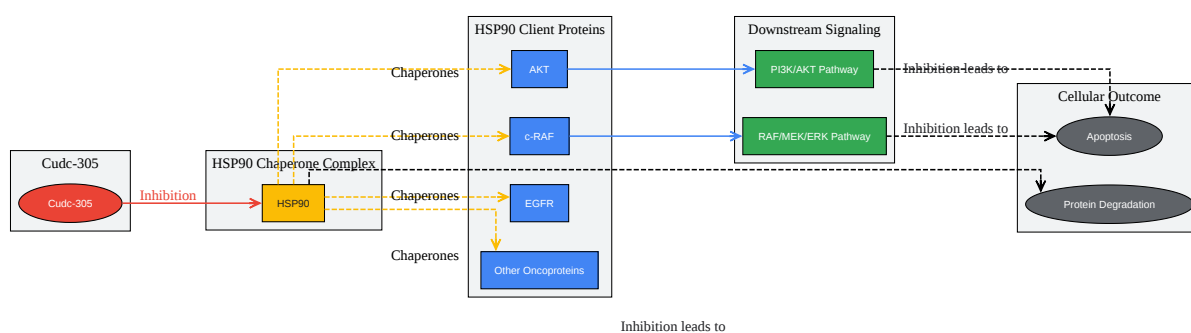 HSP90 Client Proteins
Downstream Signaling
AKT
PI3K/AKT Pathway
Chaperones
Inhibition leads to
Cellular Outcome
c-RAF
RAF/MEK/ERK Pathway
Chaperones
Inhibition leads to
Apoptosis
Cudc-305
HSP90 Chaperone Complex
Cudc-305
Inhibition
HSP90
Chaperones
EGFR
Protein Degradation
Chaperones
Other Oncoproteins
Inhibition leads to